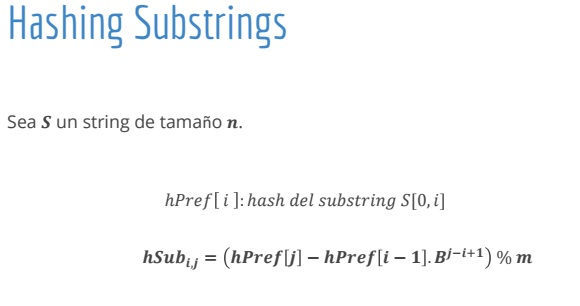 Hashing Substrings
Sea S un string de tamaño n.
hPref[ i ]: hash del substring S[0, i]
hSub_{i,j} = (hPref[j] − hPref[i − 1]. B^{j−i+1}) % m